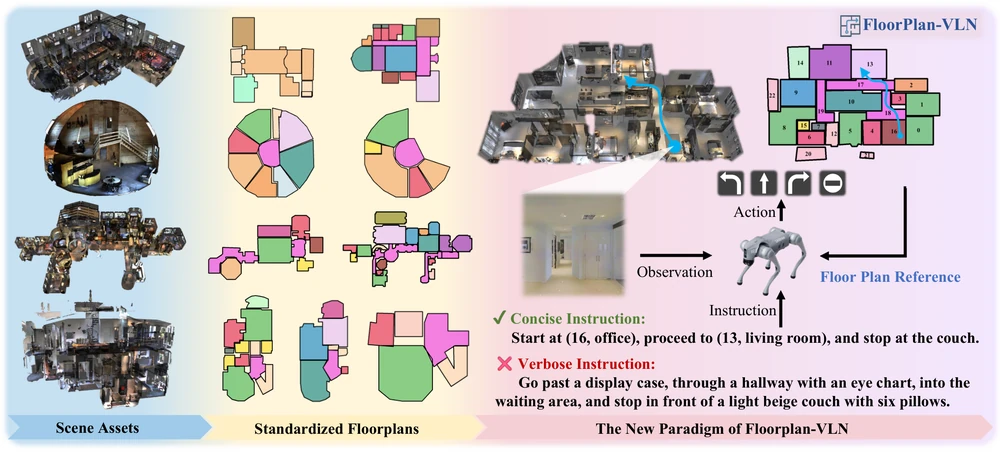 FloorPlan-VLN
14
11
13
22
9
17
2
3
1
10
19
18
8
15
6
12
5
4
16
0
20
21
Action
Observation
Floor Plan Reference
Instruction
Concise Instruction:
Start at (16, office), proceed to (13, living room), and stop at the couch.
Verbose Instruction:
Go past a display case, through a hallway with an eye chart, into the
waiting area, and stop in front of a light beige couch with six pillows.
Scene Assets
Standardized Floorplans
The New Paradigm of Floorplan-VLN